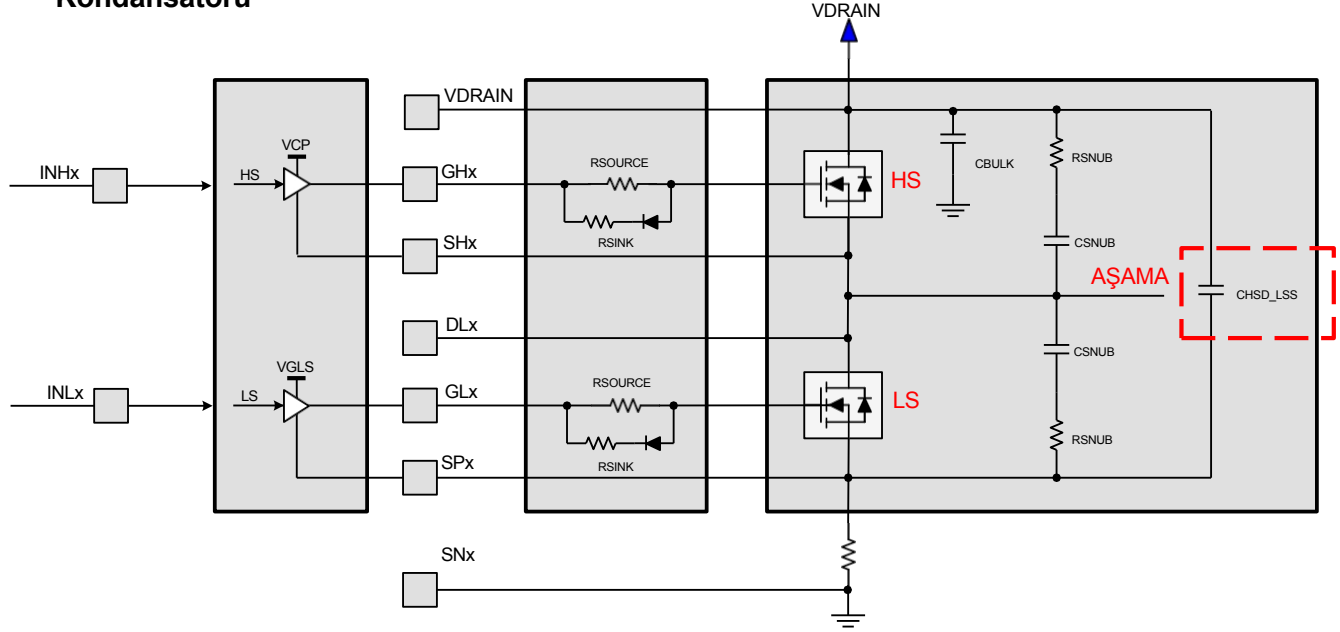 Kondansatörü
VDRAIN
VDRAIN
INHx
VCP
HS
GHx
RSOURCE
RSINK
SHx
HS
CBULK
RSNUB
CSNUB
AŞAMA
CHSD_LSS
DLx
CSNUB
INLx
VGLS
LS
GLx
RSOURCE
RSINK
LS
RSNUB
SPx
SNx